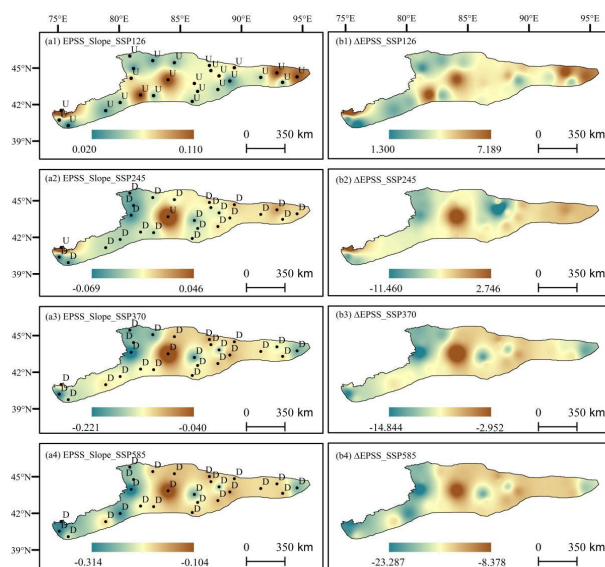 75°E 80°E 85°E 90°E 95°E 75°E 80°E 85°E 90°E 95°E
(a1) EPSS_Slope_SSP126
(b1) ΔEPSS_SSP126
45°N
42°N
39°N
U U U U U U U U U U U U U U U U U U U U U
0.020 0.110
0 350 km
1.300 7.189
0 350 km
(a2) EPSS_Slope_SSP245
(b2) ΔEPSS_SSP245
45°N
42°N
39°N
D D D D D D D D U D D D D D D D U D D D D
-0.069 0.046
0 350 km
-11.460 2.746
0 350 km
(a3) EPSS_Slope_SSP370
(b3) ΔEPSS_SSP370
45°N
42°N
39°N
D D D D D D D D D D D D D D D D D D D D D
-0.221 -0.040
0 350 km
-14.844 -2.952
0 350 km
(a4) EPSS_Slope_SSP585
(b4) ΔEPSS_SSP585
45°N
42°N
39°N
D D D D D D D D D D D D D D D D D D D D D
-0.314 -0.104
0 350 km
-23.287 -8.378
0 350 km